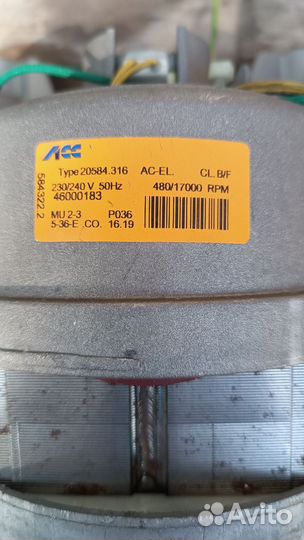 ACC
Type 20584.316 AC-EL. CL. B/F
230/240 V 50Hz 480/17000 RPM
46000183
MU 2-3 P036
5-36-E .CO. 16.19
584322 2
Avito